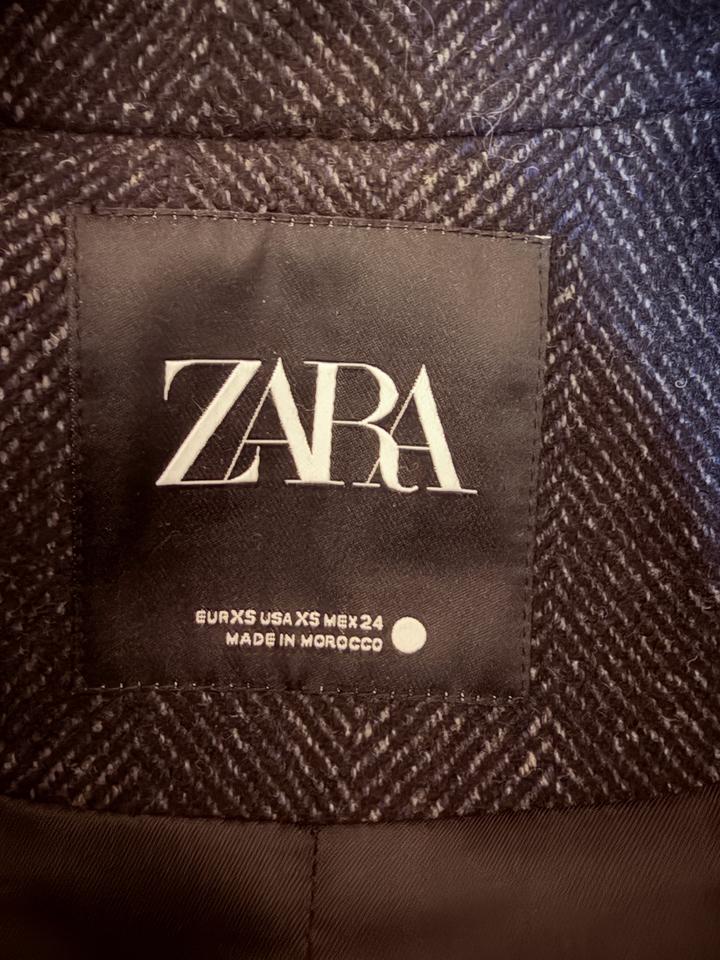 ZARA
EUR XS USA XS MEX 24
MADE IN MOROCCO